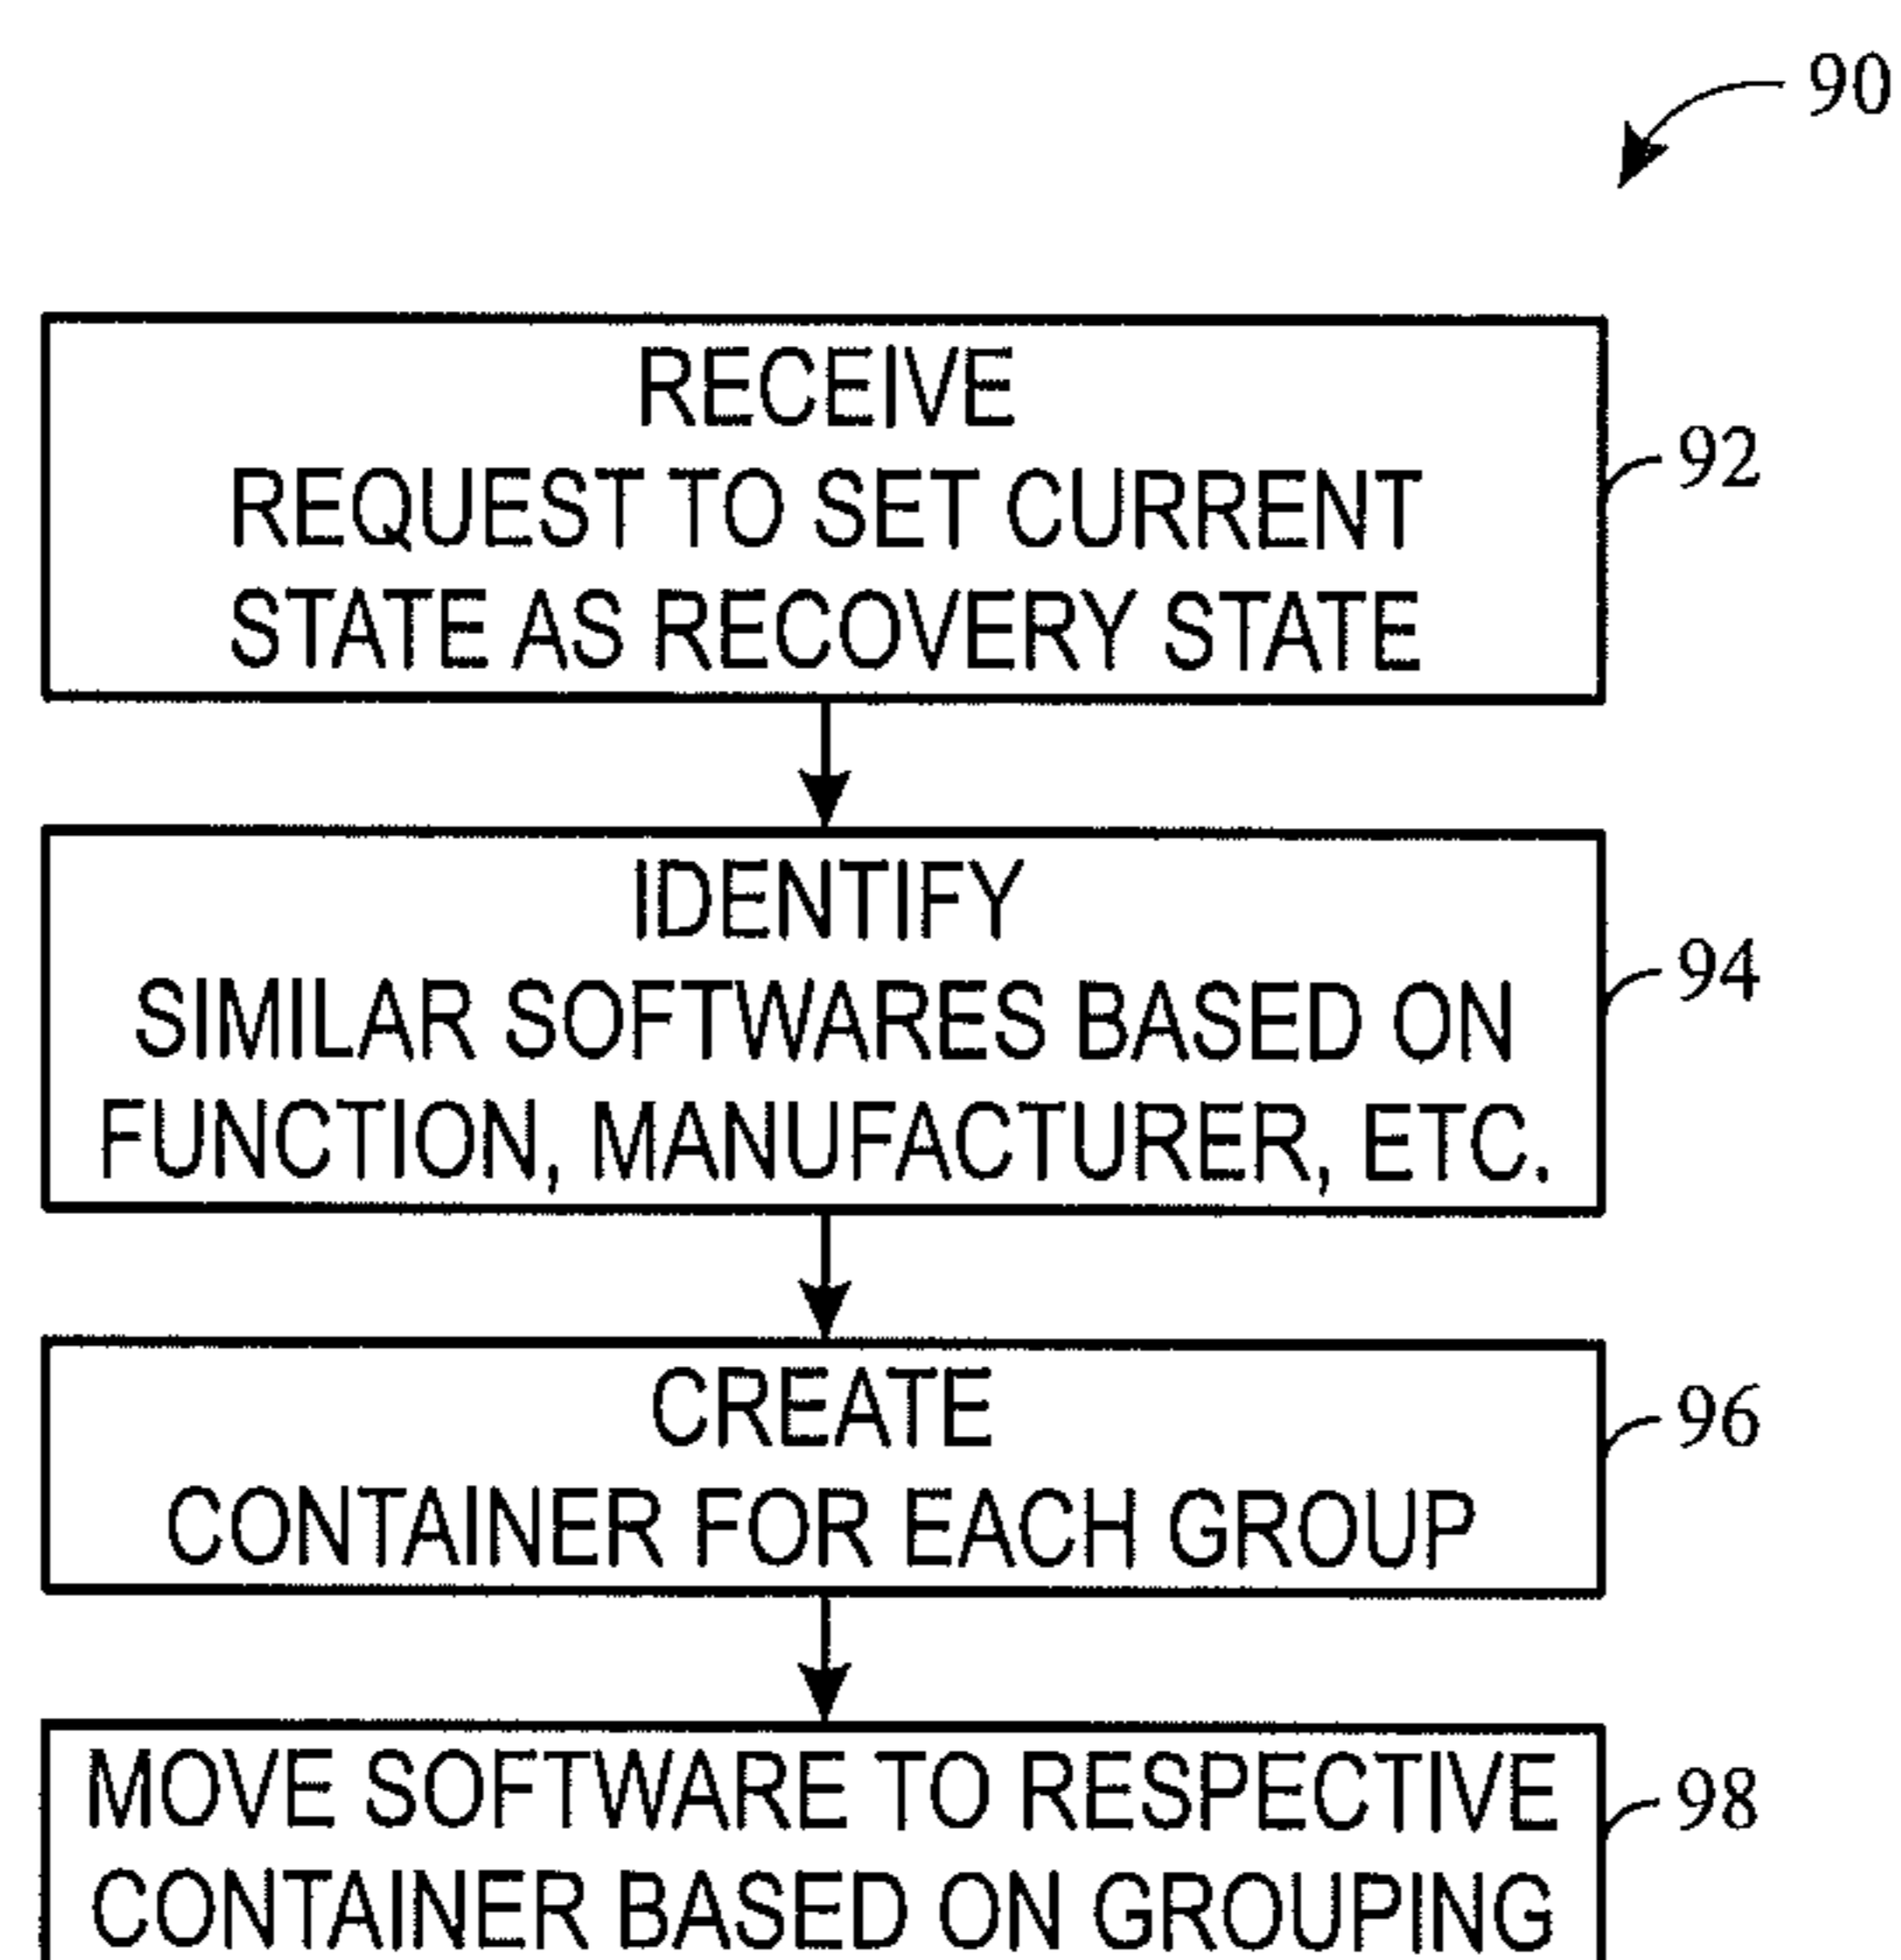 90
RECEIVE
REQUEST TO SET CURRENT
STATE AS RECOVERY STATE
92
IDENTIFY
SIMILAR SOFTWARES BASED ON
FUNCTION, MANUFACTURER, ETC.
94
CREATE
CONTAINER FOR EACH GROUP
96
MOVE SOFTWARE TO RESPECTIVE
CONTAINER BASED ON GROUPING
98